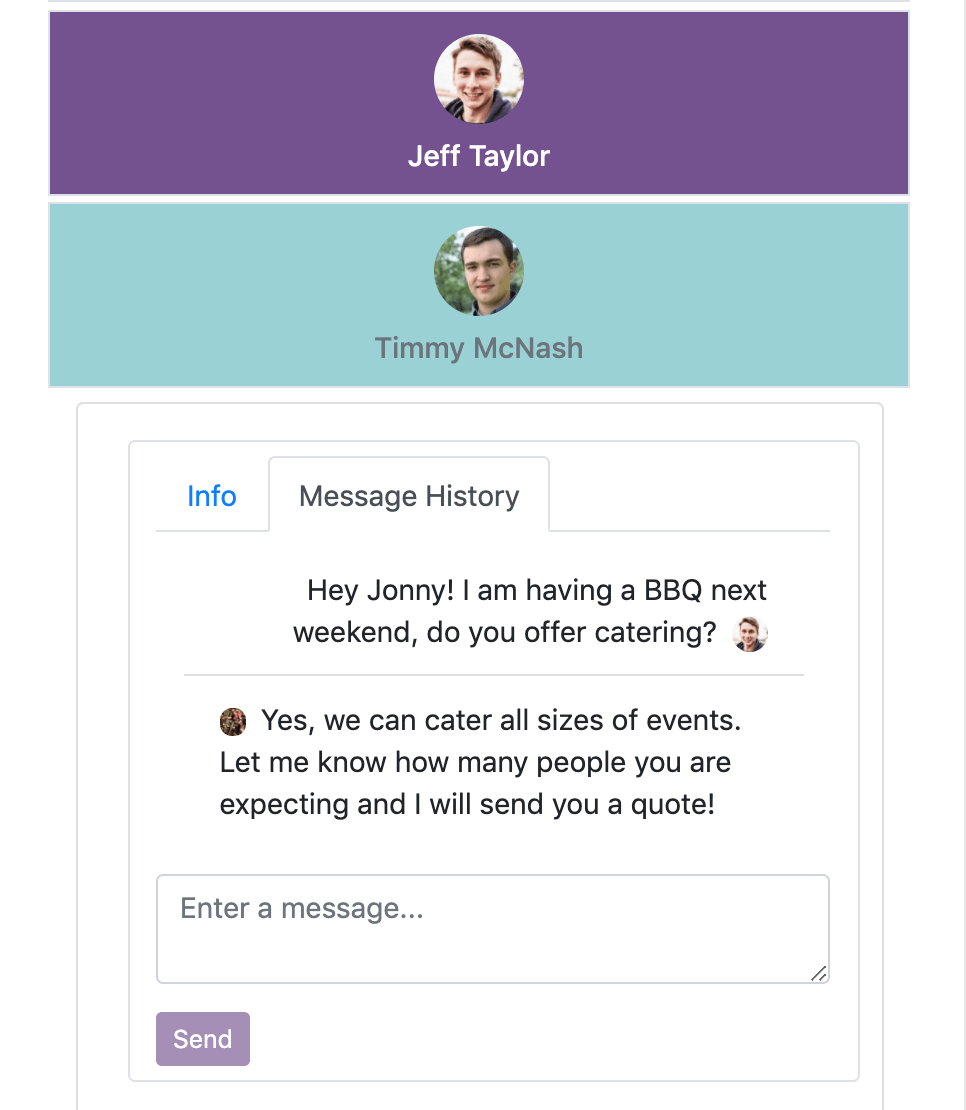 Jeff Taylor
Timmy McNash
Info
Message History
Hey Jonny! I am having a BBQ next
weekend, do you offer catering?
Yes, we can cater all sizes of events.
Let me know how many people you are
expecting and I will send you a quote!
Enter a message...
Send